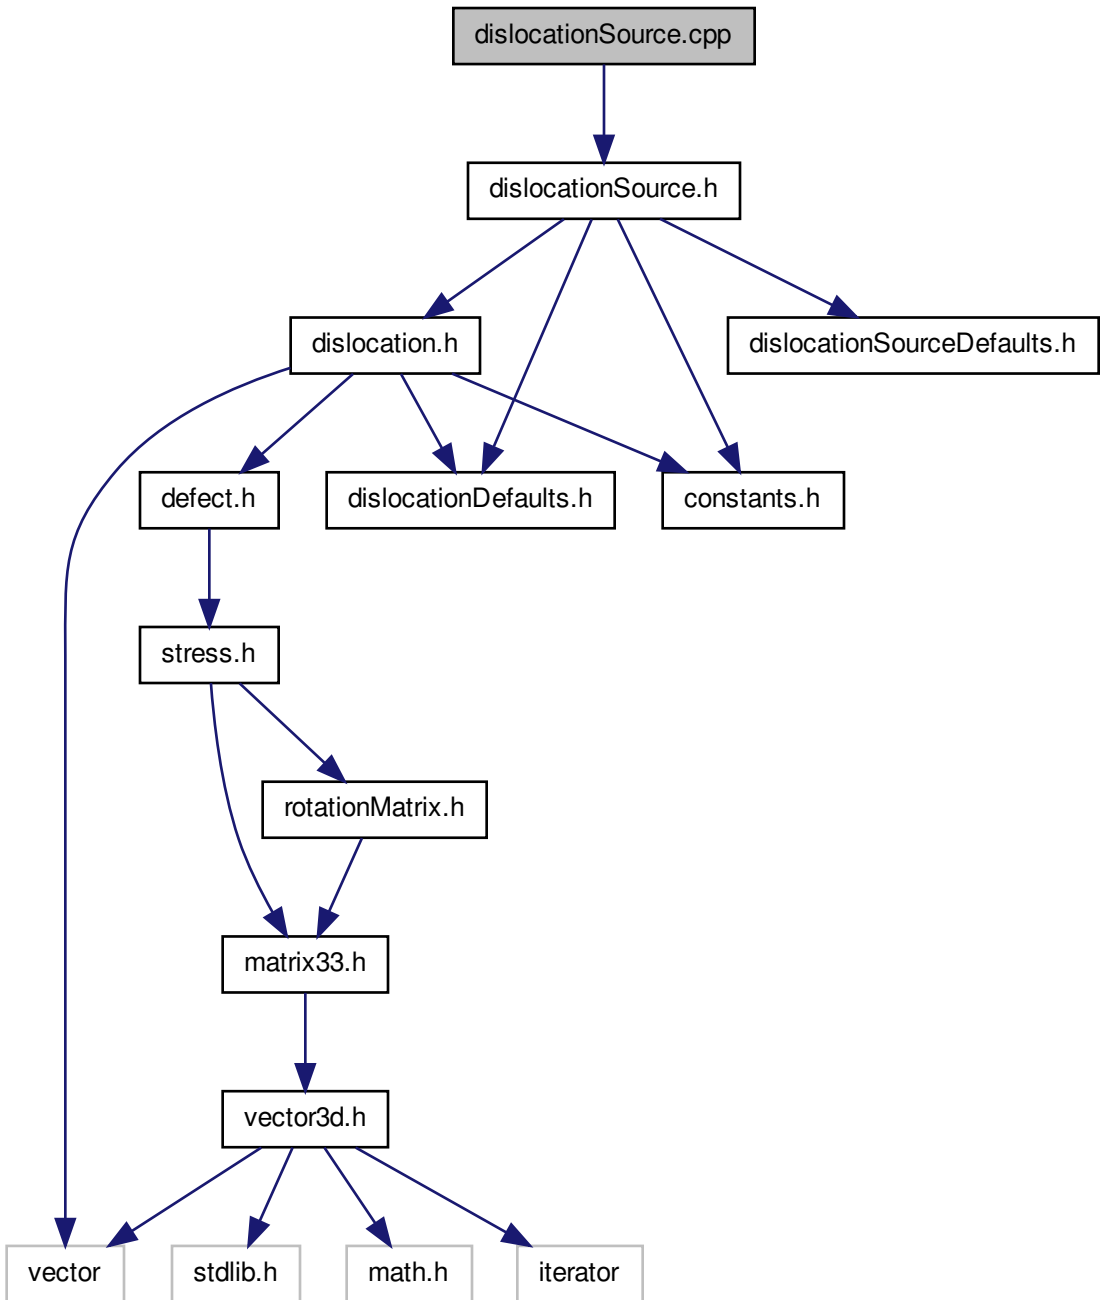 dislocationSource.cpp
dislocationSource.h
dislocation.h
dislocationSourceDefaults.h
defect.h
dislocationDefaults.h
constants.h
stress.h
rotationMatrix.h
matrix33.h
vector3d.h
vector
stdlib.h
math.h
iterator